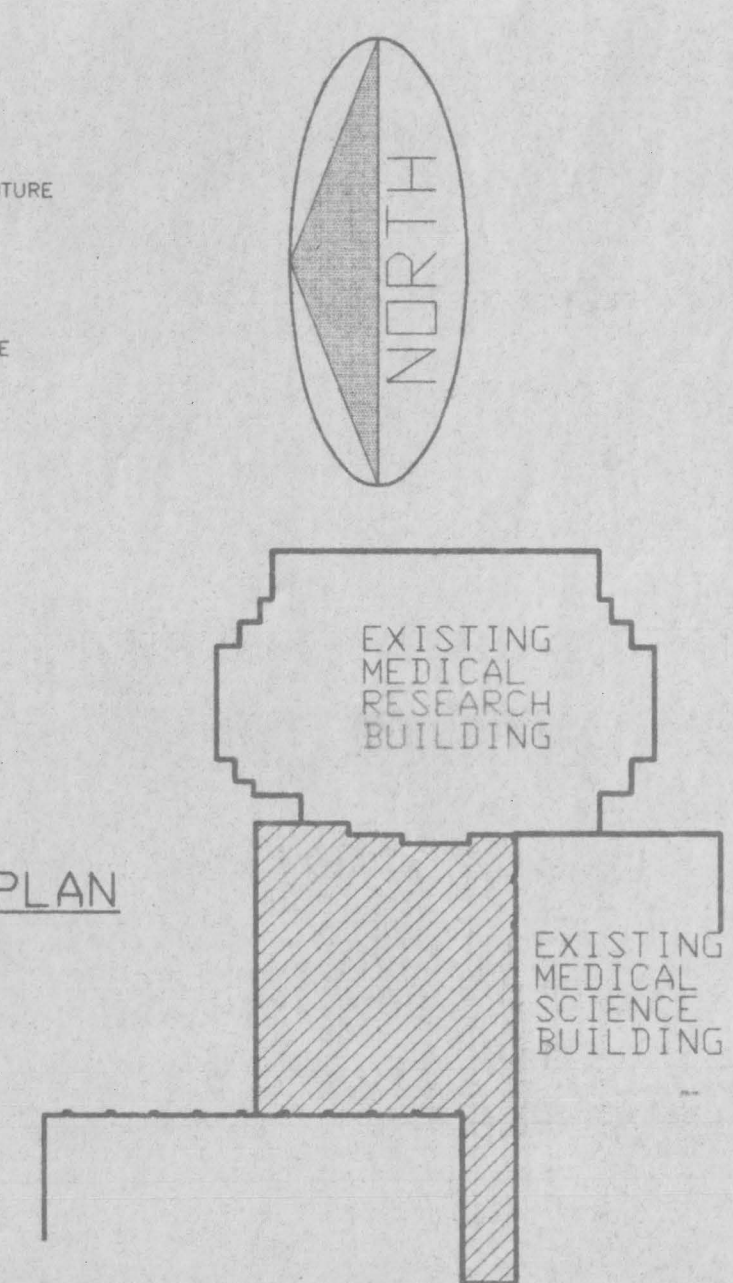 TURE
E
NORTH
EXISTING
MEDICAL
RESEARCH
BUILDING
PLAN
EXISTING
MEDICAL
SCIENCE
BUILDING